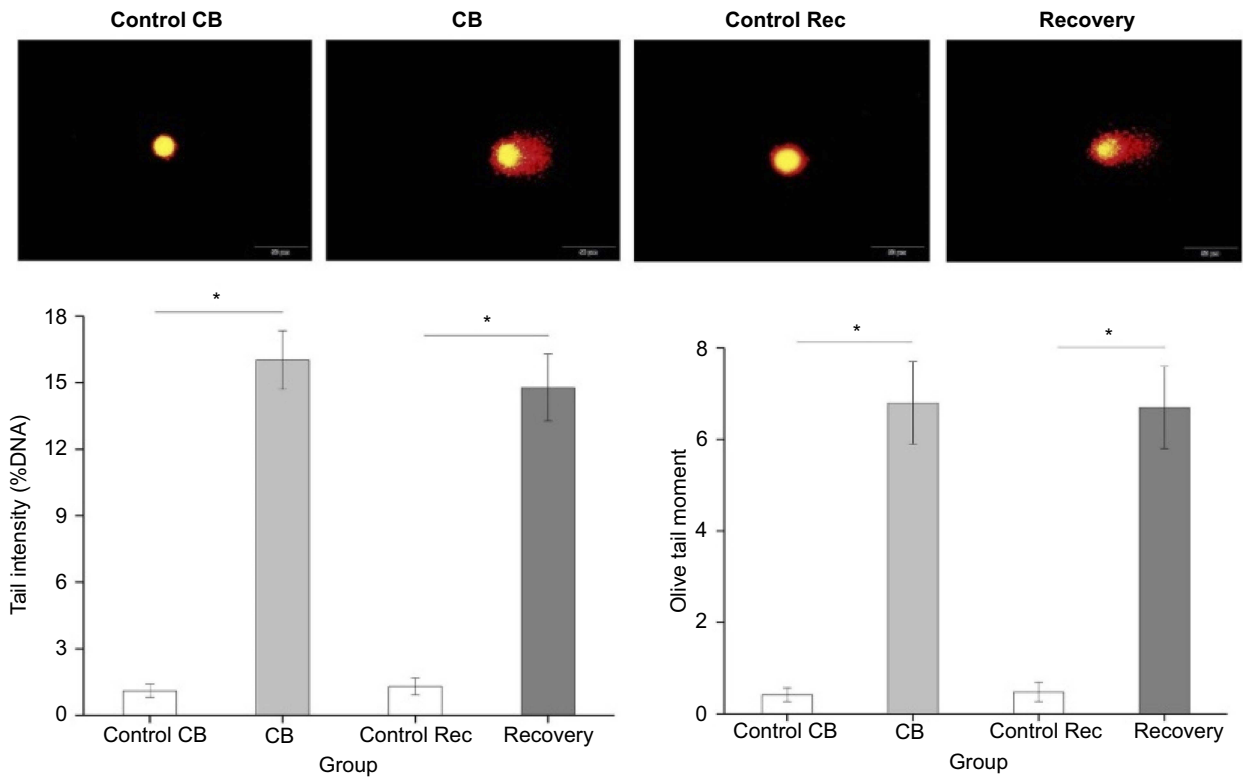 Control CB
CB
Control Rec
Recovery
*
*
18
15
12
9
6
3
0
Tail intensity (%DNA)
Control CB
CB
Control Rec
Recovery
Group
*
*
8
6
4
2
0
Olive tail moment
Control CB
CB
Control Rec
Recovery
Group